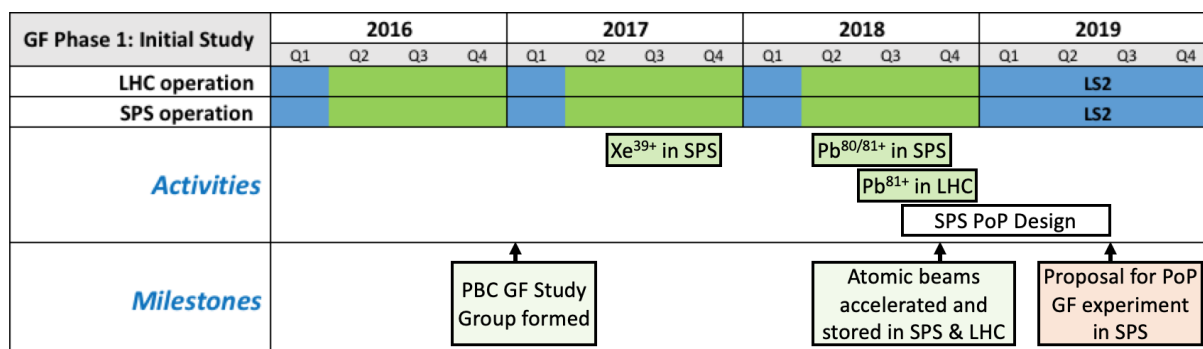 GF Phase 1: Initial Study
2016 2017 2018 2019
Q1 Q2 Q3 Q4 Q1 Q2 Q3 Q4 Q1 Q2 Q3 Q4 Q1 Q2 Q3 Q4
LHC operation LS2
SPS operation LS2
Activities
Xe³⁹⁺ in SPS
Pb⁸⁰/⁸¹⁺ in SPS
Pb⁸¹⁺ in LHC
SPS PoP Design
Milestones
PBC GF Study
Group formed
Atomic beams
accelerated and
stored in SPS & LHC
Proposal for PoP
GF experiment
in SPS